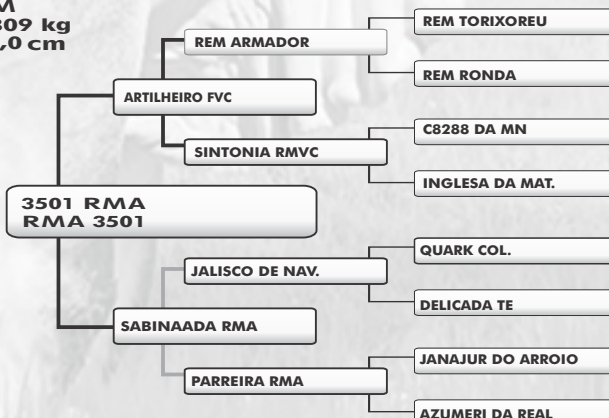 M
309 kg
,0 cm
REM TORIXOREU
REM ARMADOR
REM RONDA
ARTILHEIRO FVC
C8288 DA MN
SINTONIA RMVC
INGLESA DA MAT.
3501 RMA
RMA 3501
QUARK COL.
JALISCO DE NAV.
DELICADA TE
SABINAADA RMA
JANAJUR DO ARROIO
PARREIRA RMA
AZUMERI DA REAL